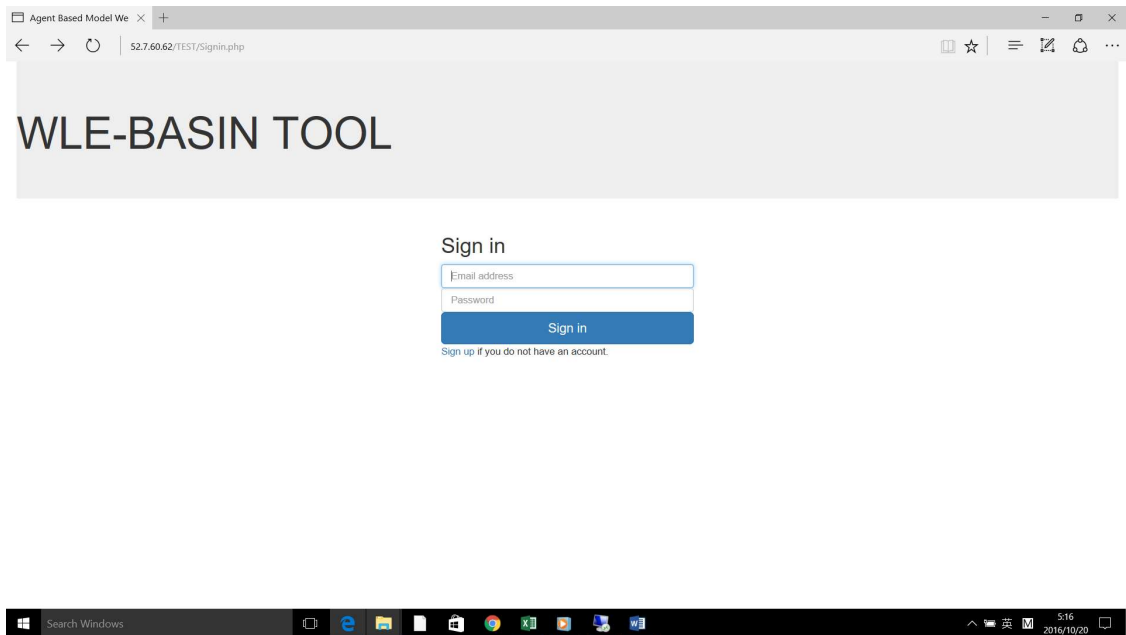 Agent Based Model We
52.7.60.62/TEST/Signin.php
WLE-BASIN TOOL
Sign in
Email address
Password
Sign in
Sign up if you do not have an account.
Search Windows
英 M 5:16
2016/10/20